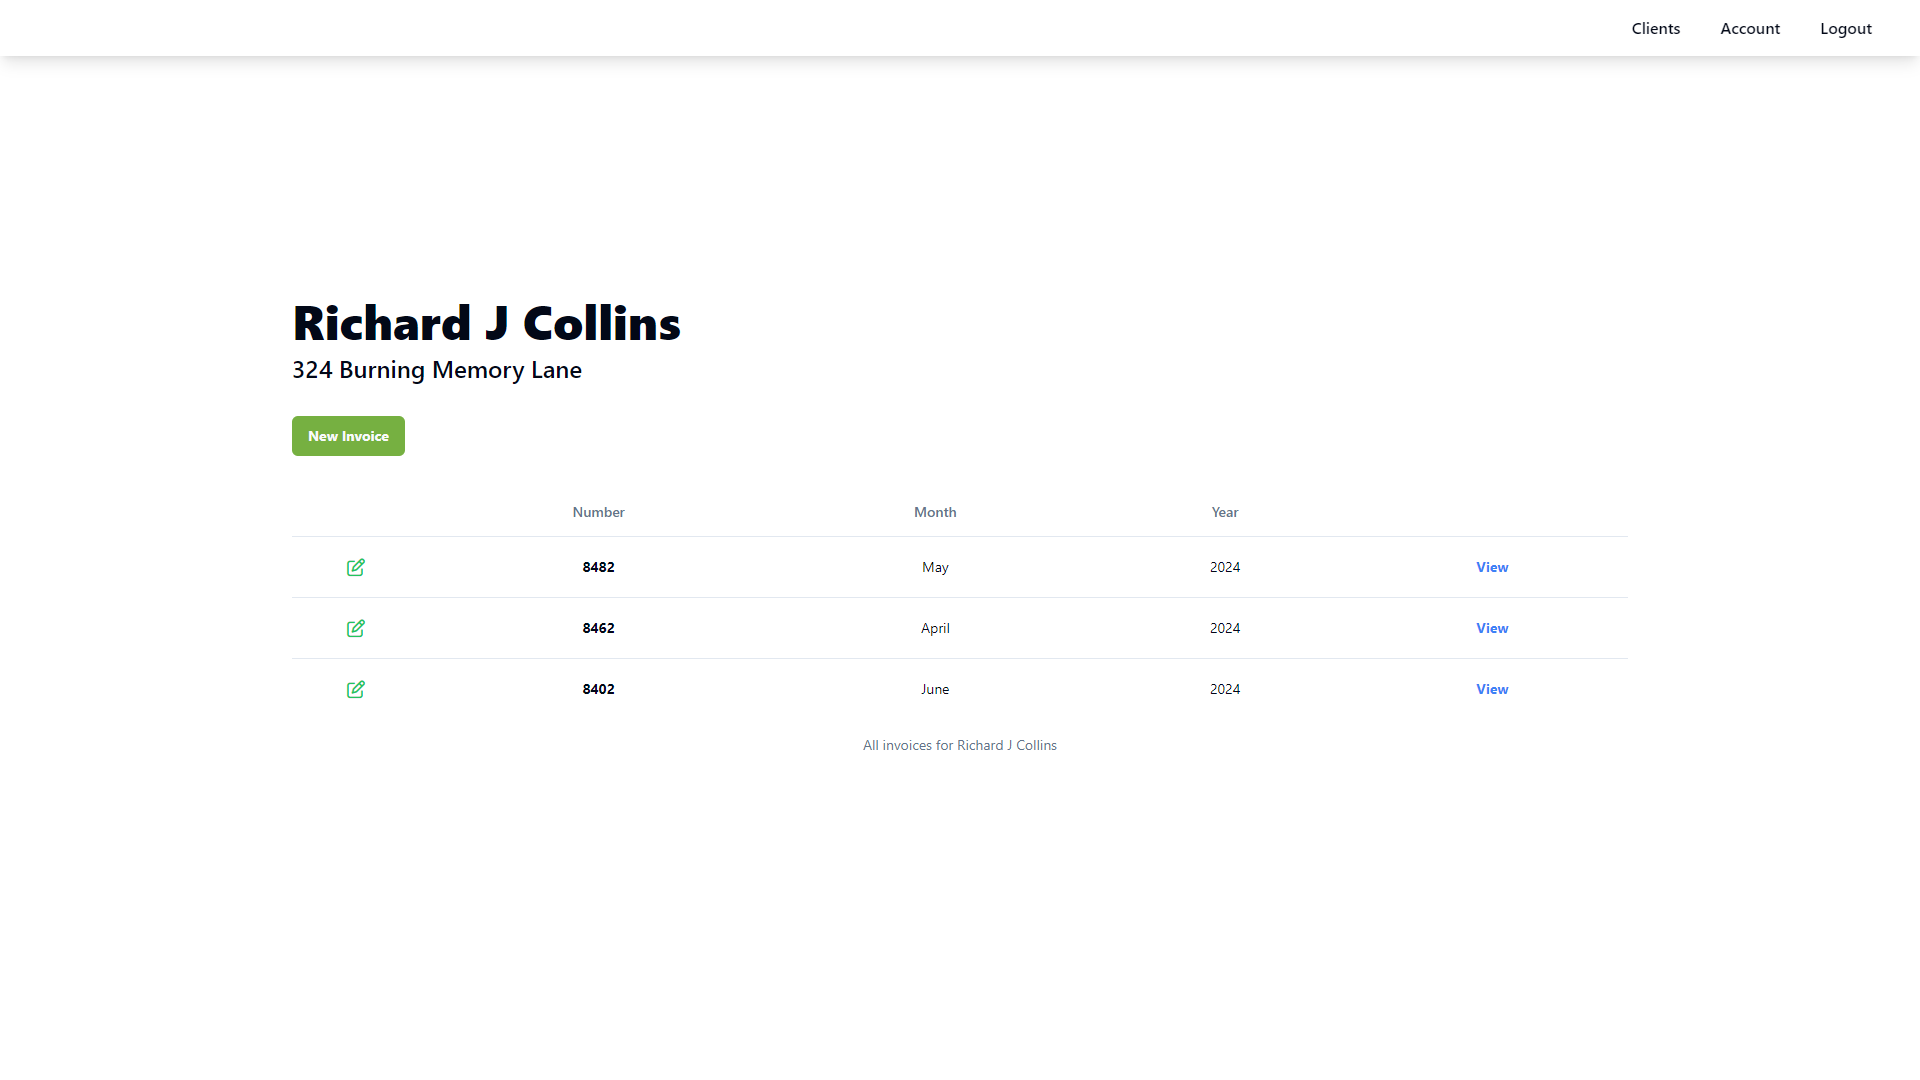 Clients Account Logout
Richard J Collins
324 Burning Memory Lane
New Invoice
Number Month Year
8482 May 2024 View
8462 April 2024 View
8402 June 2024 View
All invoices for Richard J Collins